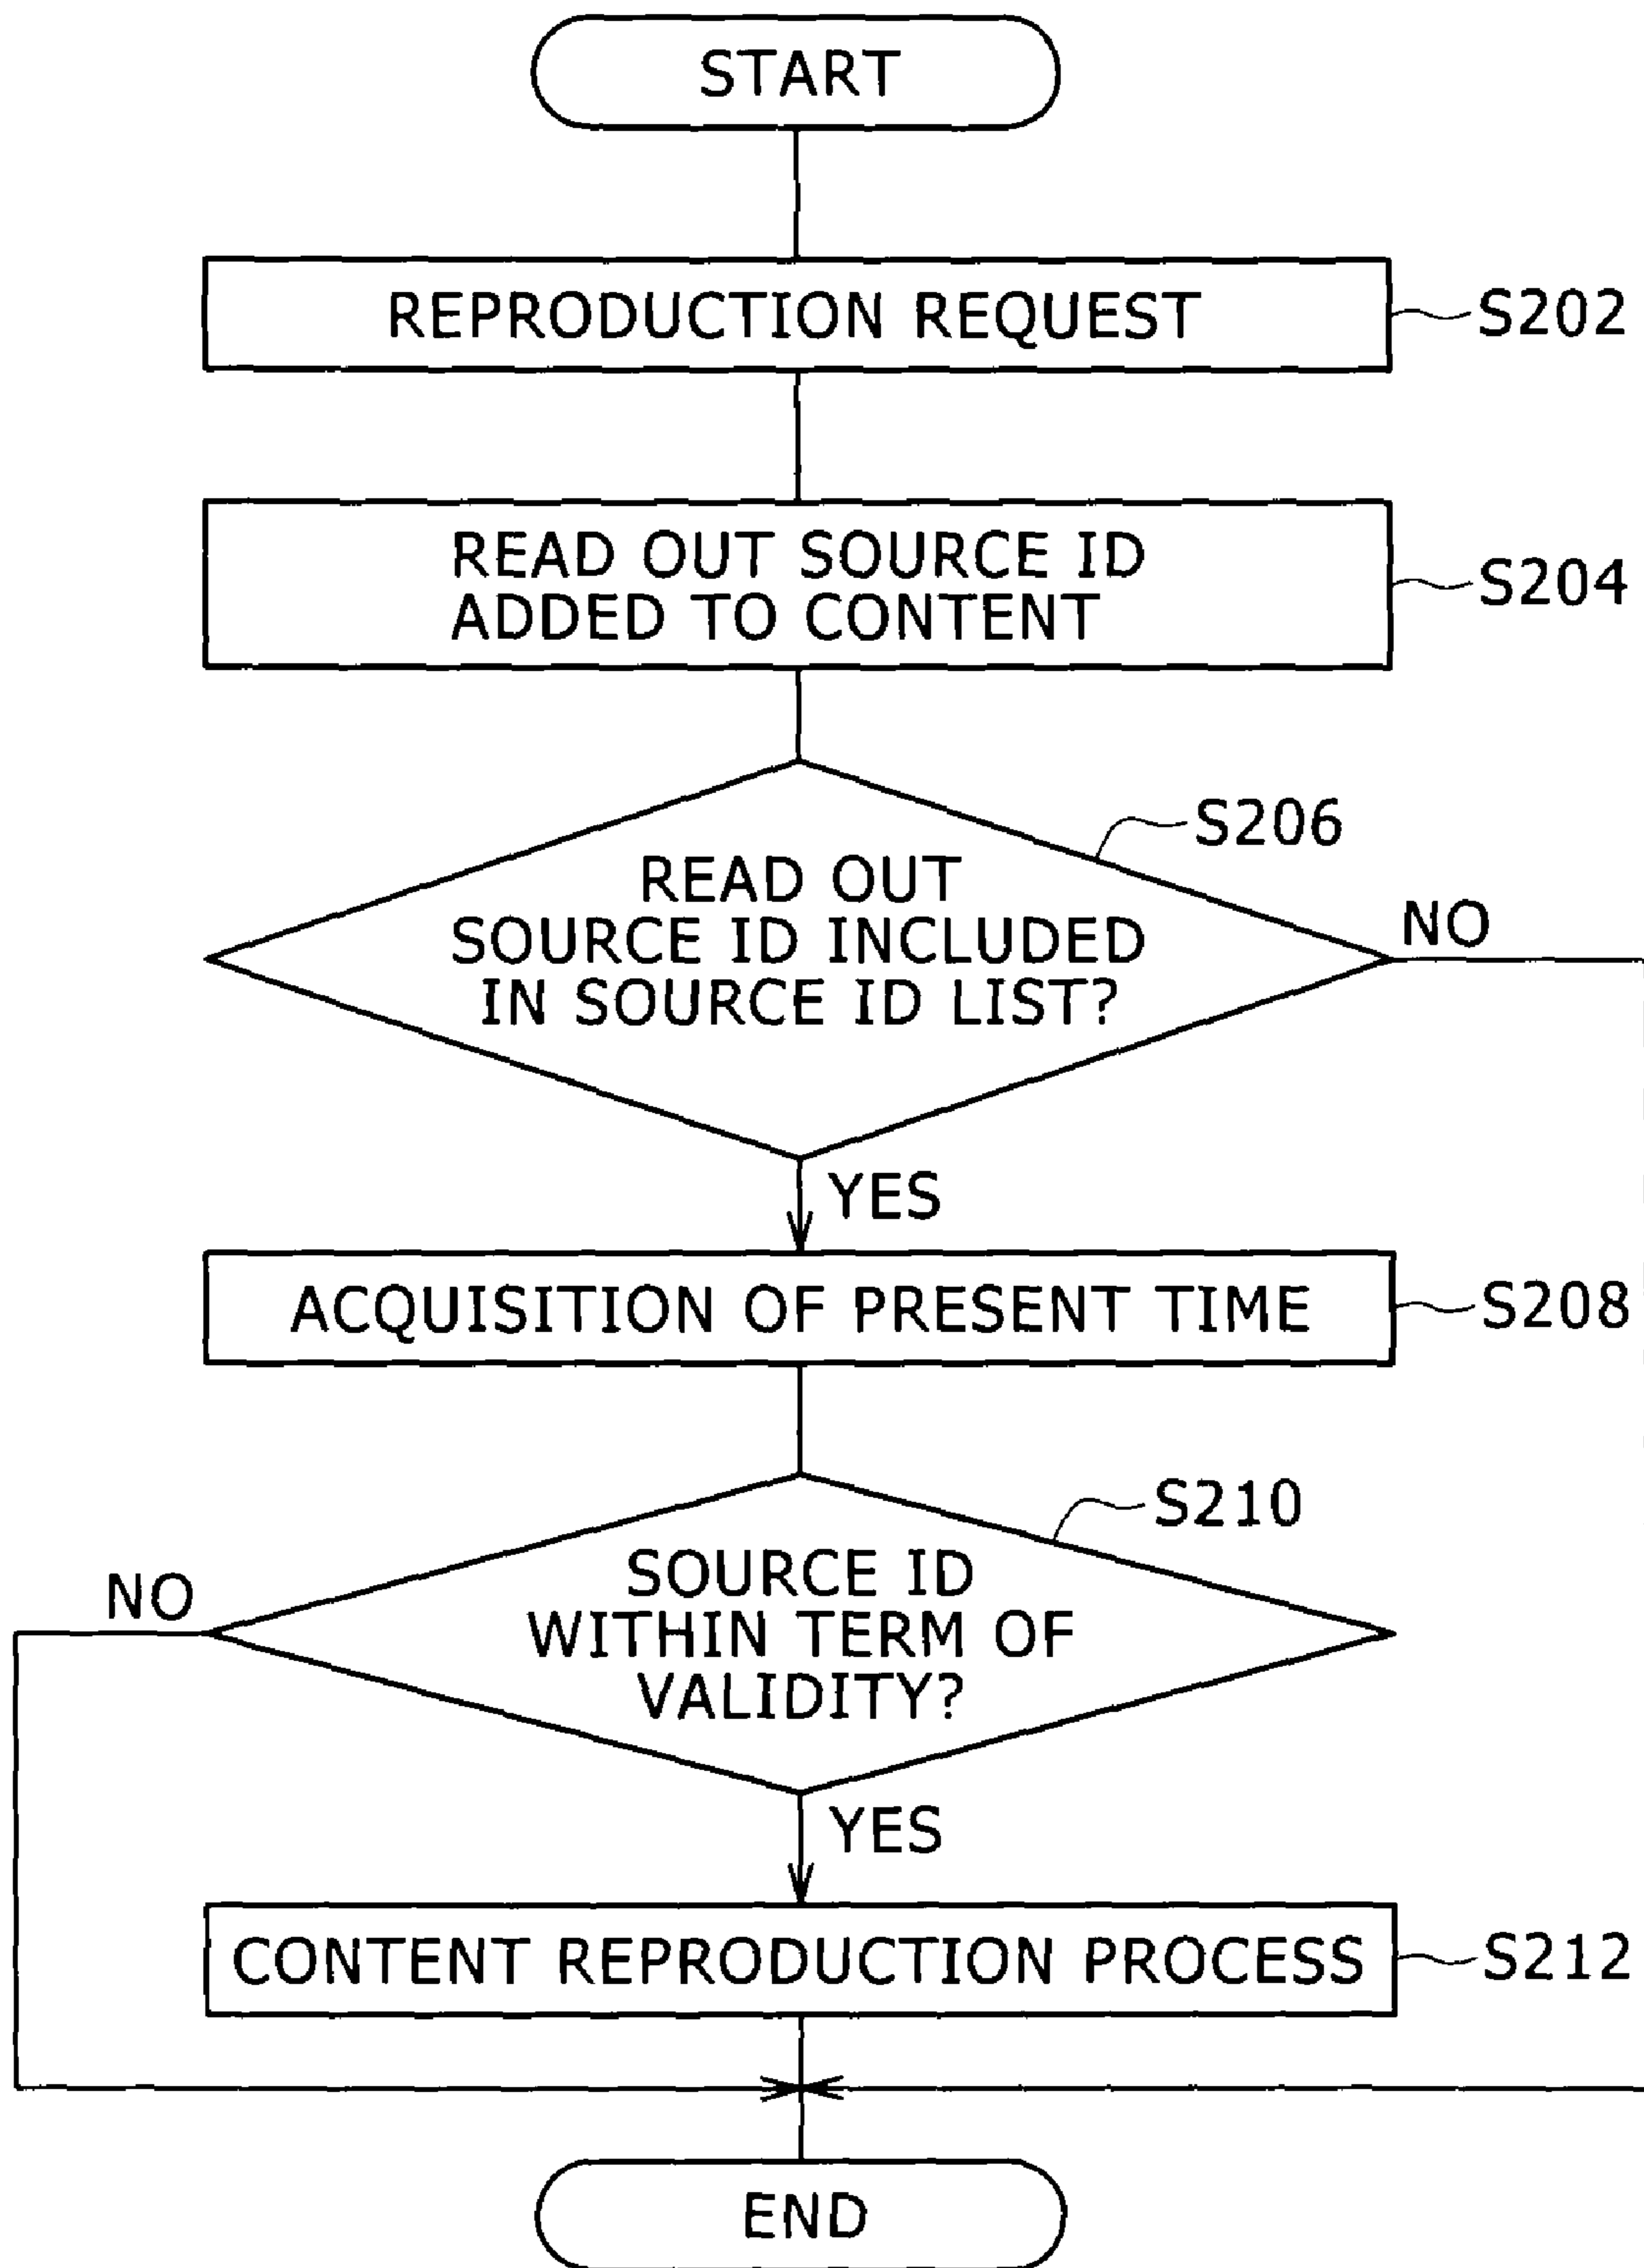 START
REPRODUCTION REQUEST
S202
READ OUT SOURCE ID
ADDED TO CONTENT
S204
S206
READ OUT
SOURCE ID INCLUDED
IN SOURCE ID LIST?
NO
YES
ACQUISITION OF PRESENT TIME
S208
S210
SOURCE ID
WITHIN TERM OF
VALIDITY?
NO
YES
CONTENT REPRODUCTION PROCESS
S212
END